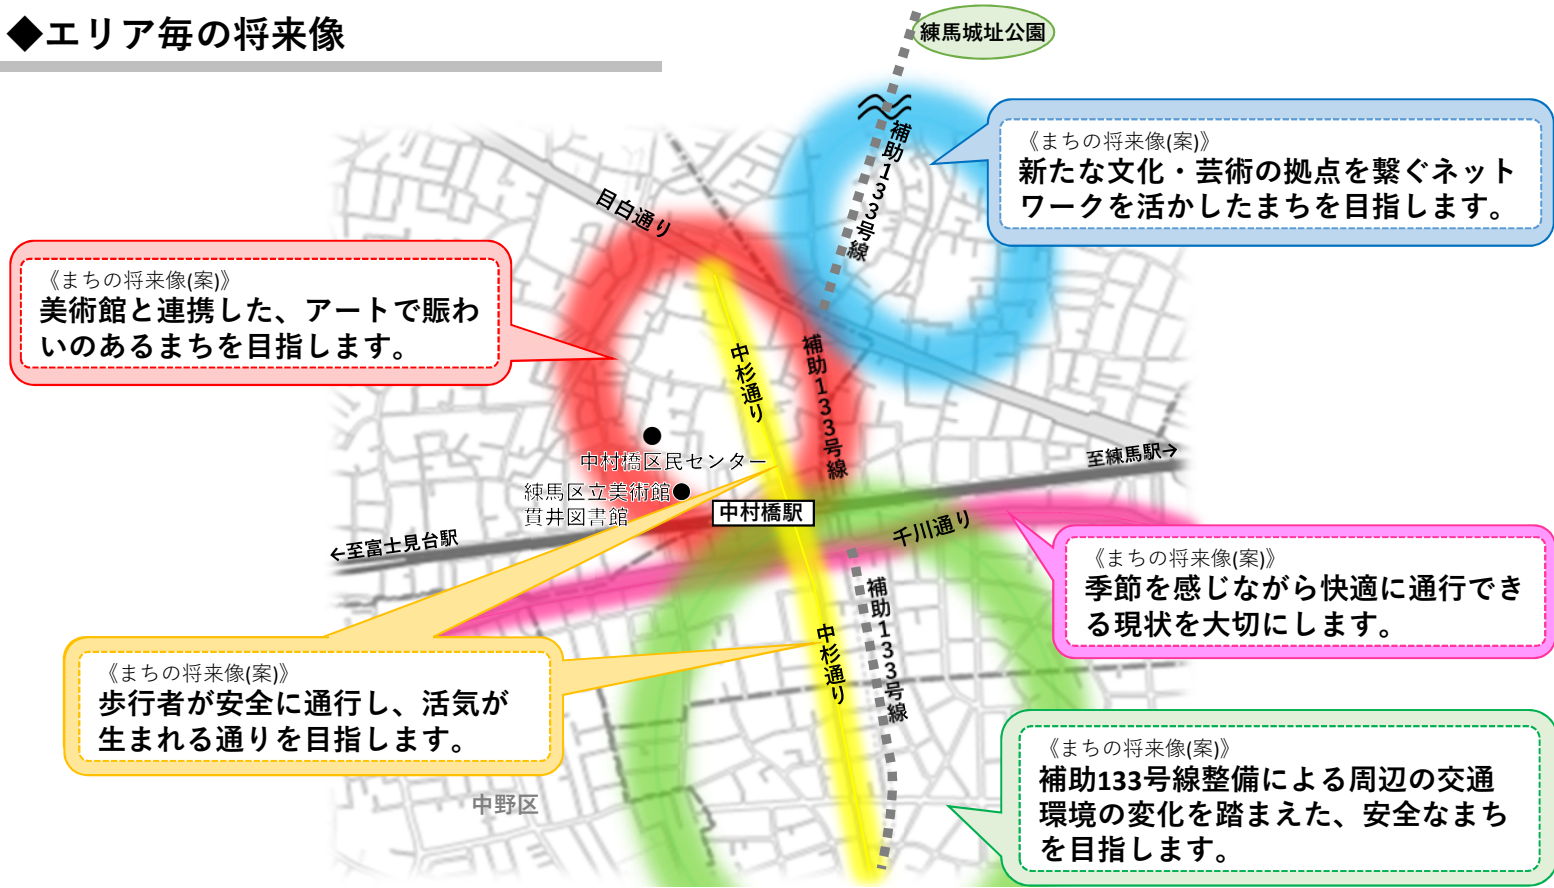 ◆エリア毎の将来像
練馬城址公園
《まちの将来像(案)》
新たな文化・芸術の拠点を繋ぐネット
ワークを活かしたまちを目指します。
補助133号線
目白通り
《まちの将来像(案)》
美術館と連携した、アートで賑わ
いのあるまちを目指します。
中杉通り
補助133号線
中村橋区民センター
練馬区立美術館
貫井図書館
中村橋駅
至練馬駅→
←至富士見台駅
千川通り
《まちの将来像(案)》
季節を感じながら快適に通行でき
る現状を大切にします。
補助133号線
中杉通り
《まちの将来像(案)》
歩行者が安全に通行し、活気が
生まれる通りを目指します。
《まちの将来像(案)》
補助133号線整備による周辺の交通
環境の変化を踏まえた、安全なまち
を目指します。
中野区